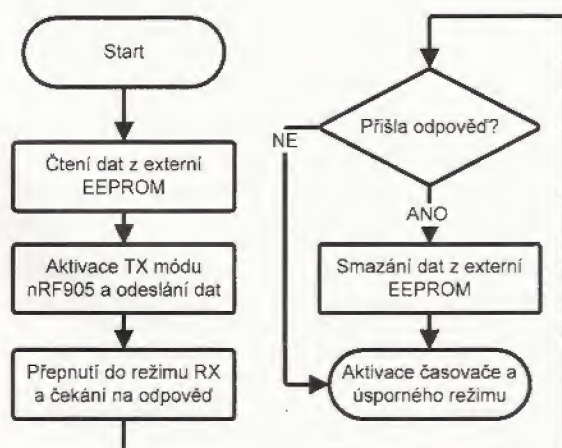 Start
Čtení dat z externí
EEPROM
Aktivace TX módu
nRF905 a odeslání dat
Přepnutí do režimu RX
a čekání na odpověď
Přišla odpověď?
NE
ANO
Smazání dat z externí
EEPROM
Aktivace časovače a
úsporného režimu